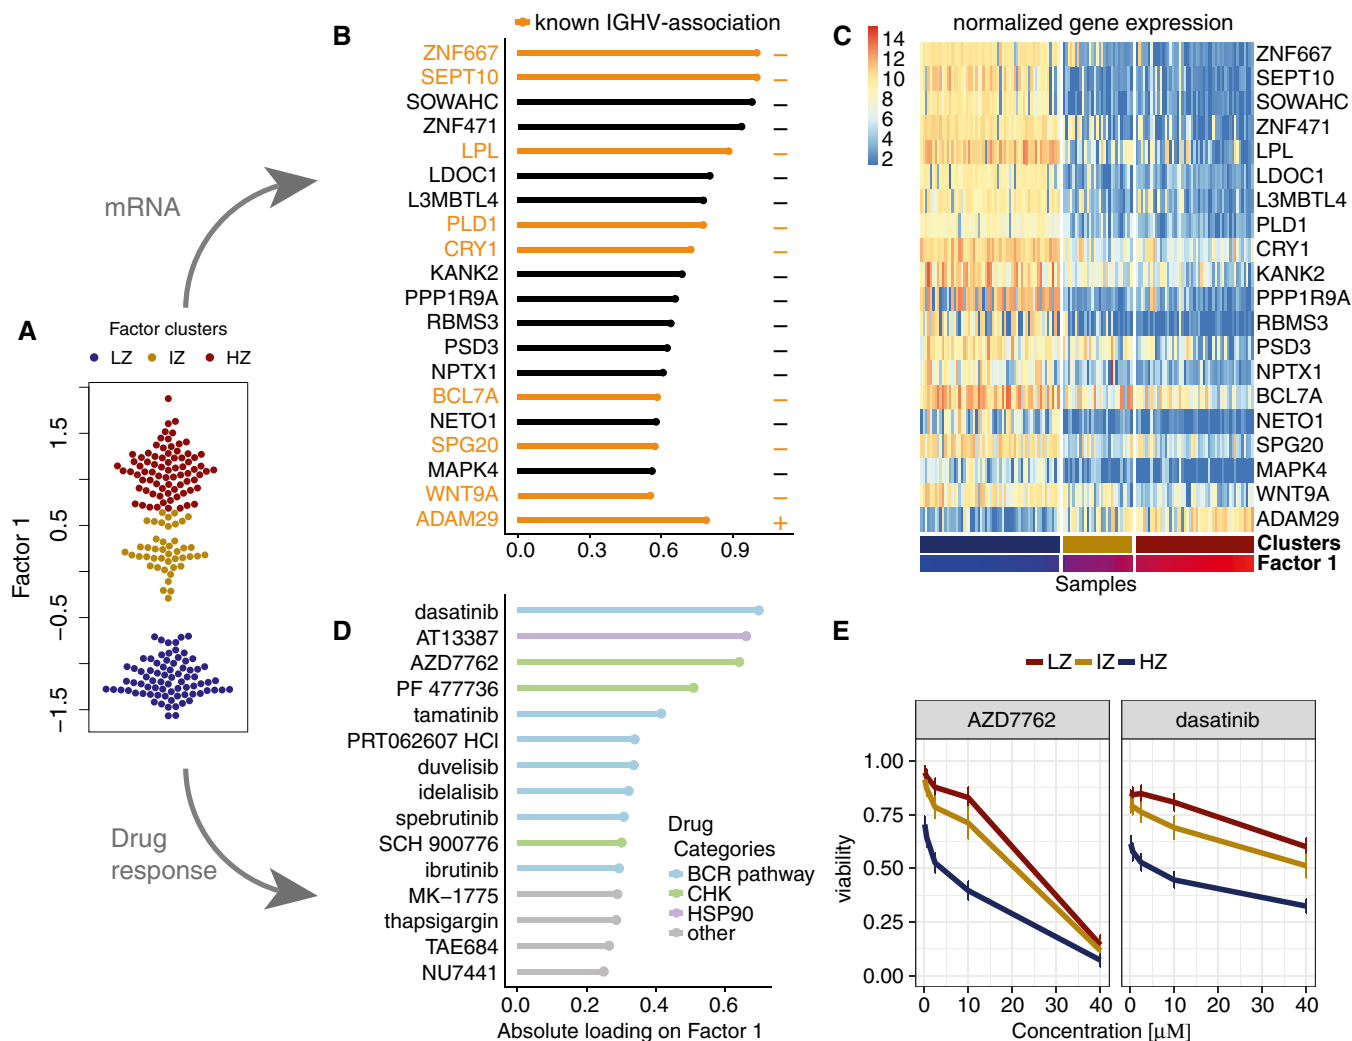 A
Factor clusters
LZ IZ HZ
Factor 1
1.5
0.5
−0.5
−1.5
mRNA
Drug
response
B
known IGHV−association
ZNF667 −
SEPT10 −
SOWAHC −
ZNF471 −
LPL −
LDOC1 −
L3MBTL4 −
PLD1 −
CRY1 −
KANK2 −
PPP1R9A −
RBMS3 −
PSD3 −
NPTX1 −
BCL7A −
NETO1 −
SPG20 −
MAPK4 −
WNT9A −
ADAM29 +
0.0 0.3 0.6 0.9
C
normalized gene expression
14
12
10
8
6
4
2
ZNF667
SEPT10
SOWAHC
ZNF471
LPL
LDOC1
L3MBTL4
PLD1
CRY1
KANK2
PPP1R9A
RBMS3
PSD3
NPTX1
BCL7A
NETO1
SPG20
MAPK4
WNT9A
ADAM29
Clusters
Factor 1
Samples
D
dasatinib
AT13387
AZD7762
PF 477736
tamatinib
PRT062607 HCl
duvelisib
idelalisib
spebrutinib
SCH 900776
ibrutinib
MK−1775
thapsigargin
TAE684
NU7441
Drug
Categories
BCR pathway
CHK
HSP90
other
0.0 0.2 0.4 0.6
Absolute loading on Factor 1
E
LZ IZ HZ
AZD7762 dasatinib
viability
1.00
0.75
0.50
0.25
0.00
0 10 20 30 40 0 10 20 30 40
Concentration [µM]